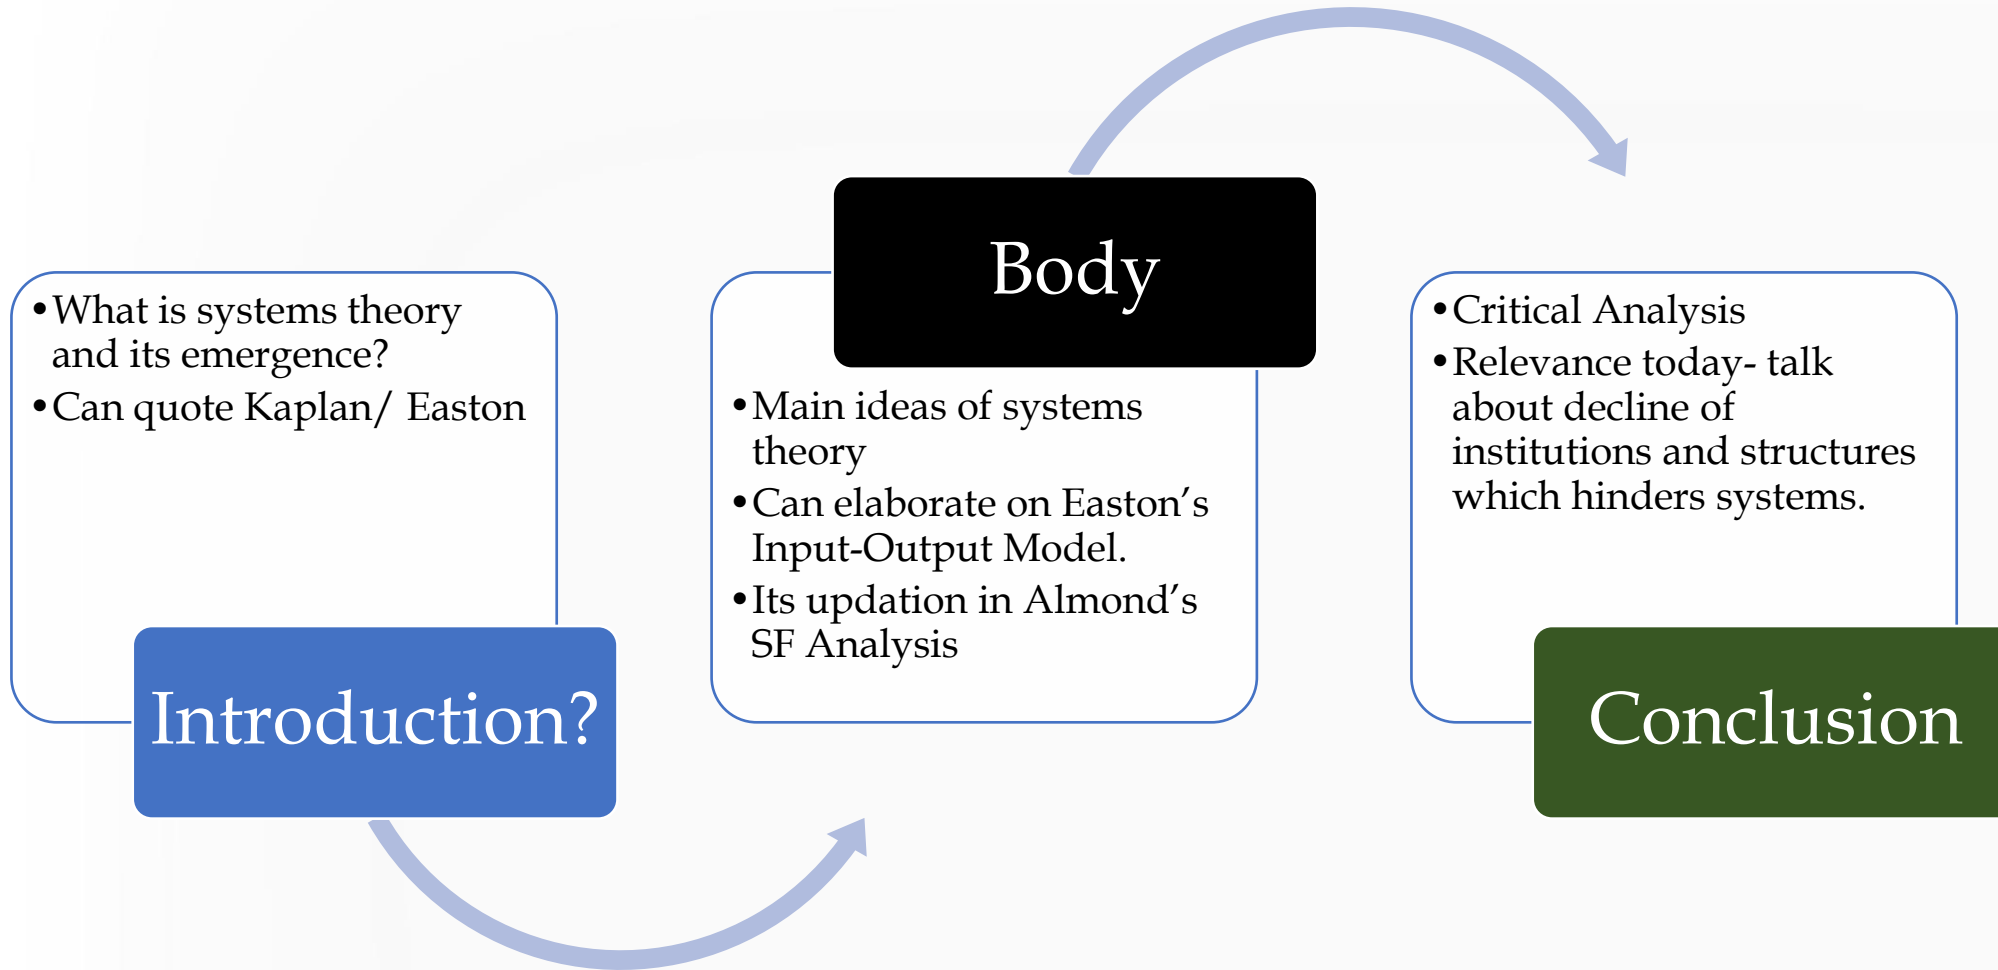 •What is systems theory
and its emergence?
•Can quote Kaplan/ Easton
Introduction?
Body
•Main ideas of systems
theory
•Can elaborate on Easton’s
Input-Output Model.
•Its updation in Almond’s
SF Analysis
•Critical Analysis
•Relevance today- talk
about decline of
institutions and structures
which hinders systems.
Conclusion